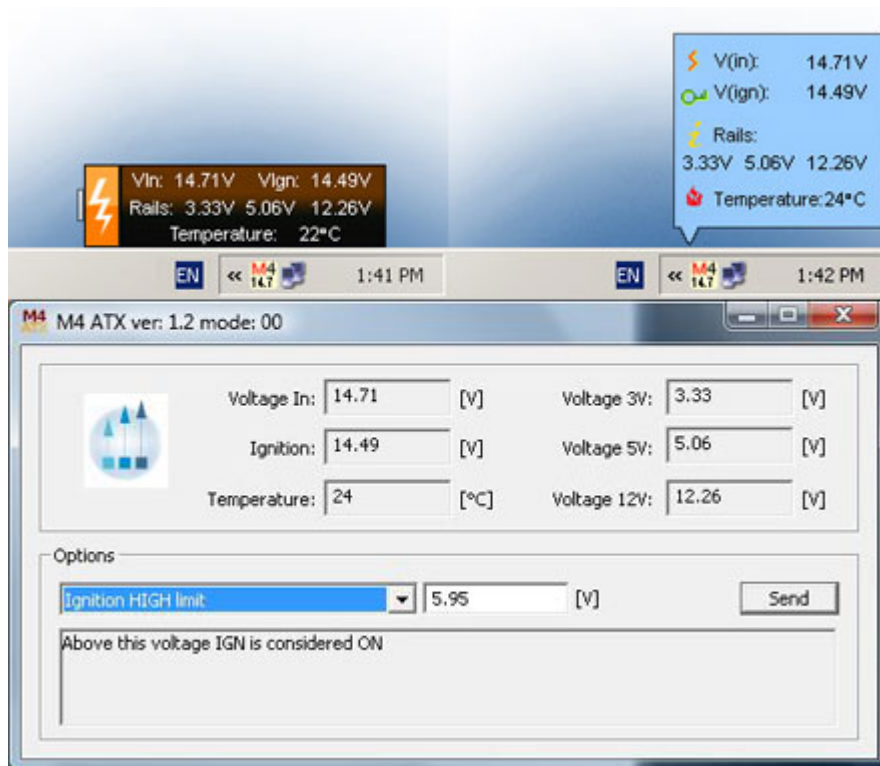 VIn: 14.71V VIgn: 14.49V
Rails: 3.33V 5.06V 12.26V
Temperature: 22°C
EN « M4 14.7 1:41 PM
V(in): 14.71V
V(ign): 14.49V
Rails:
3.33V 5.06V 12.26V
Temperature:24°C
EN « M4 14.7 1:42 PM
M4 ATX M4 ATX ver: 1.2 mode: 00
Voltage In: 14.71 [V] Voltage 3V: 3.33 [V]
Ignition: 14.49 [V] Voltage 5V: 5.06 [V]
Temperature: 24 [°C] Voltage 12V: 12.26 [V]
Options
Ignition HIGH limit 5.95 [V] Send
Above this voltage IGN is considered ON